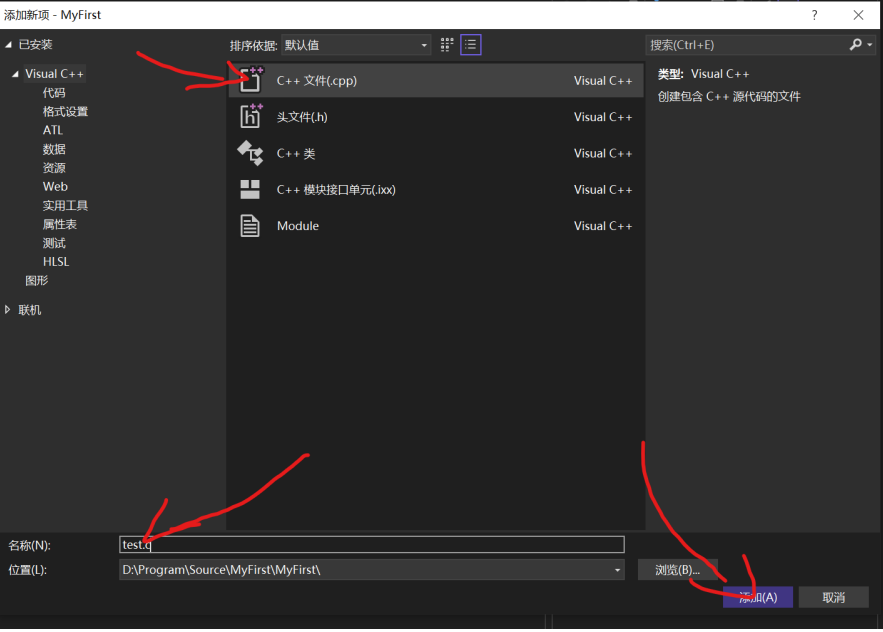 添加新项 - MyFirst ?
已安装
Visual C++
代码
格式设置
ATL
数据
资源
Web
实用工具
属性表
测试
HLSL
图形
联机
排序依据: 默认值
C++ 文件(.cpp) Visual C++
头文件(.h) Visual C++
C++ 类 Visual C++
C++ 模块接口单元(.ixx) Visual C++
Module Visual C++
搜索(Ctrl+E)
类型: Visual C++
创建包含 C++ 源代码的文件
名称(N):
位置(L): D:\Program\Source\MyFirst\MyFirst\
浏览(B)...
添加(A) 取消